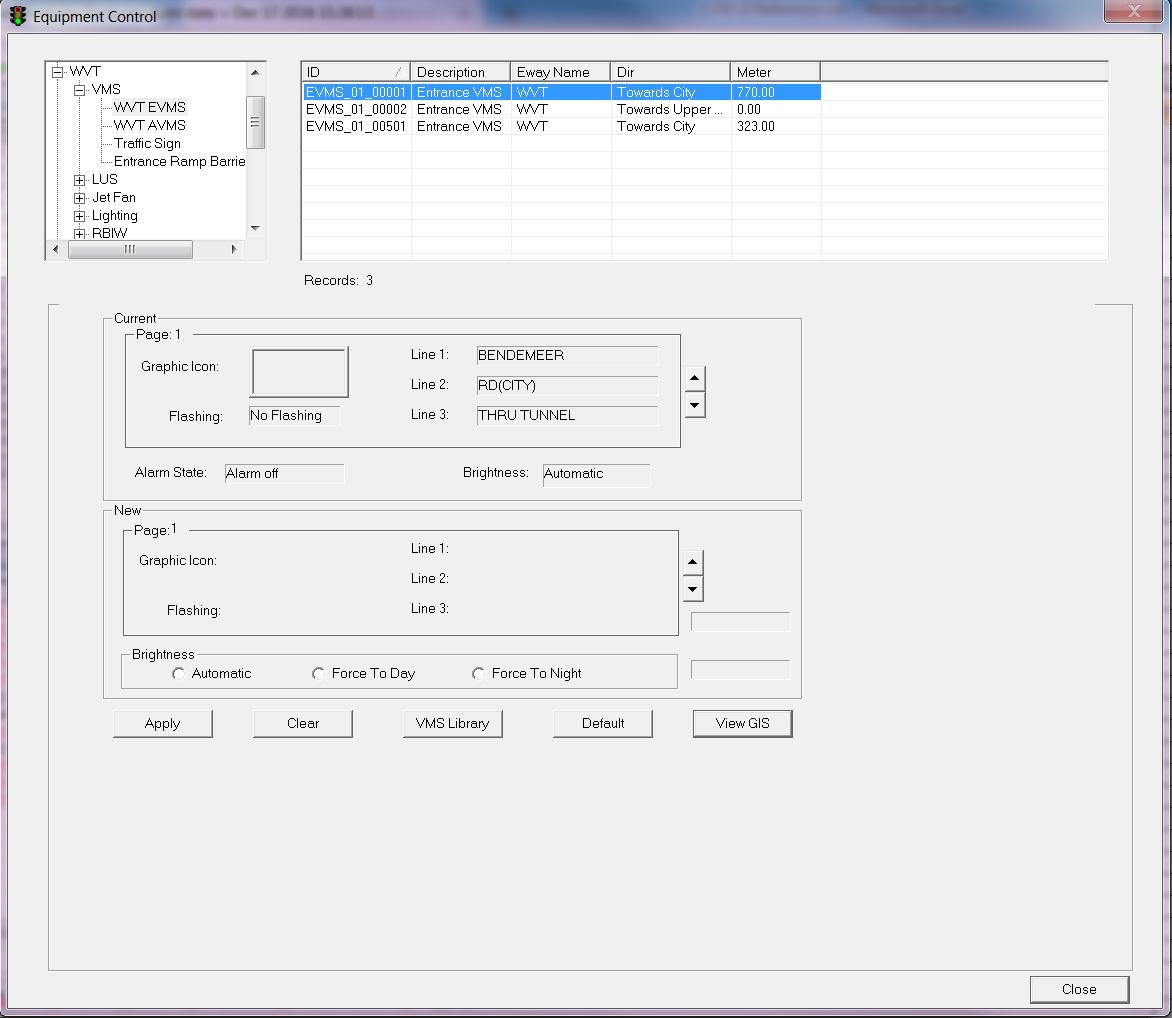 Equipment Control
WVT
VMS
WVT EVMS
WVT AVMS
Traffic Sign
Entrance Ramp Barrie
LUS
Jet Fan
Lighting
RBIW
ID Description Eway Name Dir Meter
EVMS_01_00001 Entrance VMS WVT Towards City 770.00
EVMS_01_00002 Entrance VMS WVT Towards Upper ... 0.00
EVMS_01_00501 Entrance VMS WVT Towards City 323.00
Records: 3
Current
Page: 1
Graphic Icon:
Line 1: BENDEMEER
Line 2: RD(CITY)
Flashing: No Flashing
Line 3: THRU TUNNEL
Alarm State: Alarm off
Brightness: Automatic
New
Page:1
Graphic Icon:
Line 1:
Line 2:
Flashing:
Line 3:
Brightness
Automatic Force To Day Force To Night
Apply Clear VMS Library Default View GIS
Close